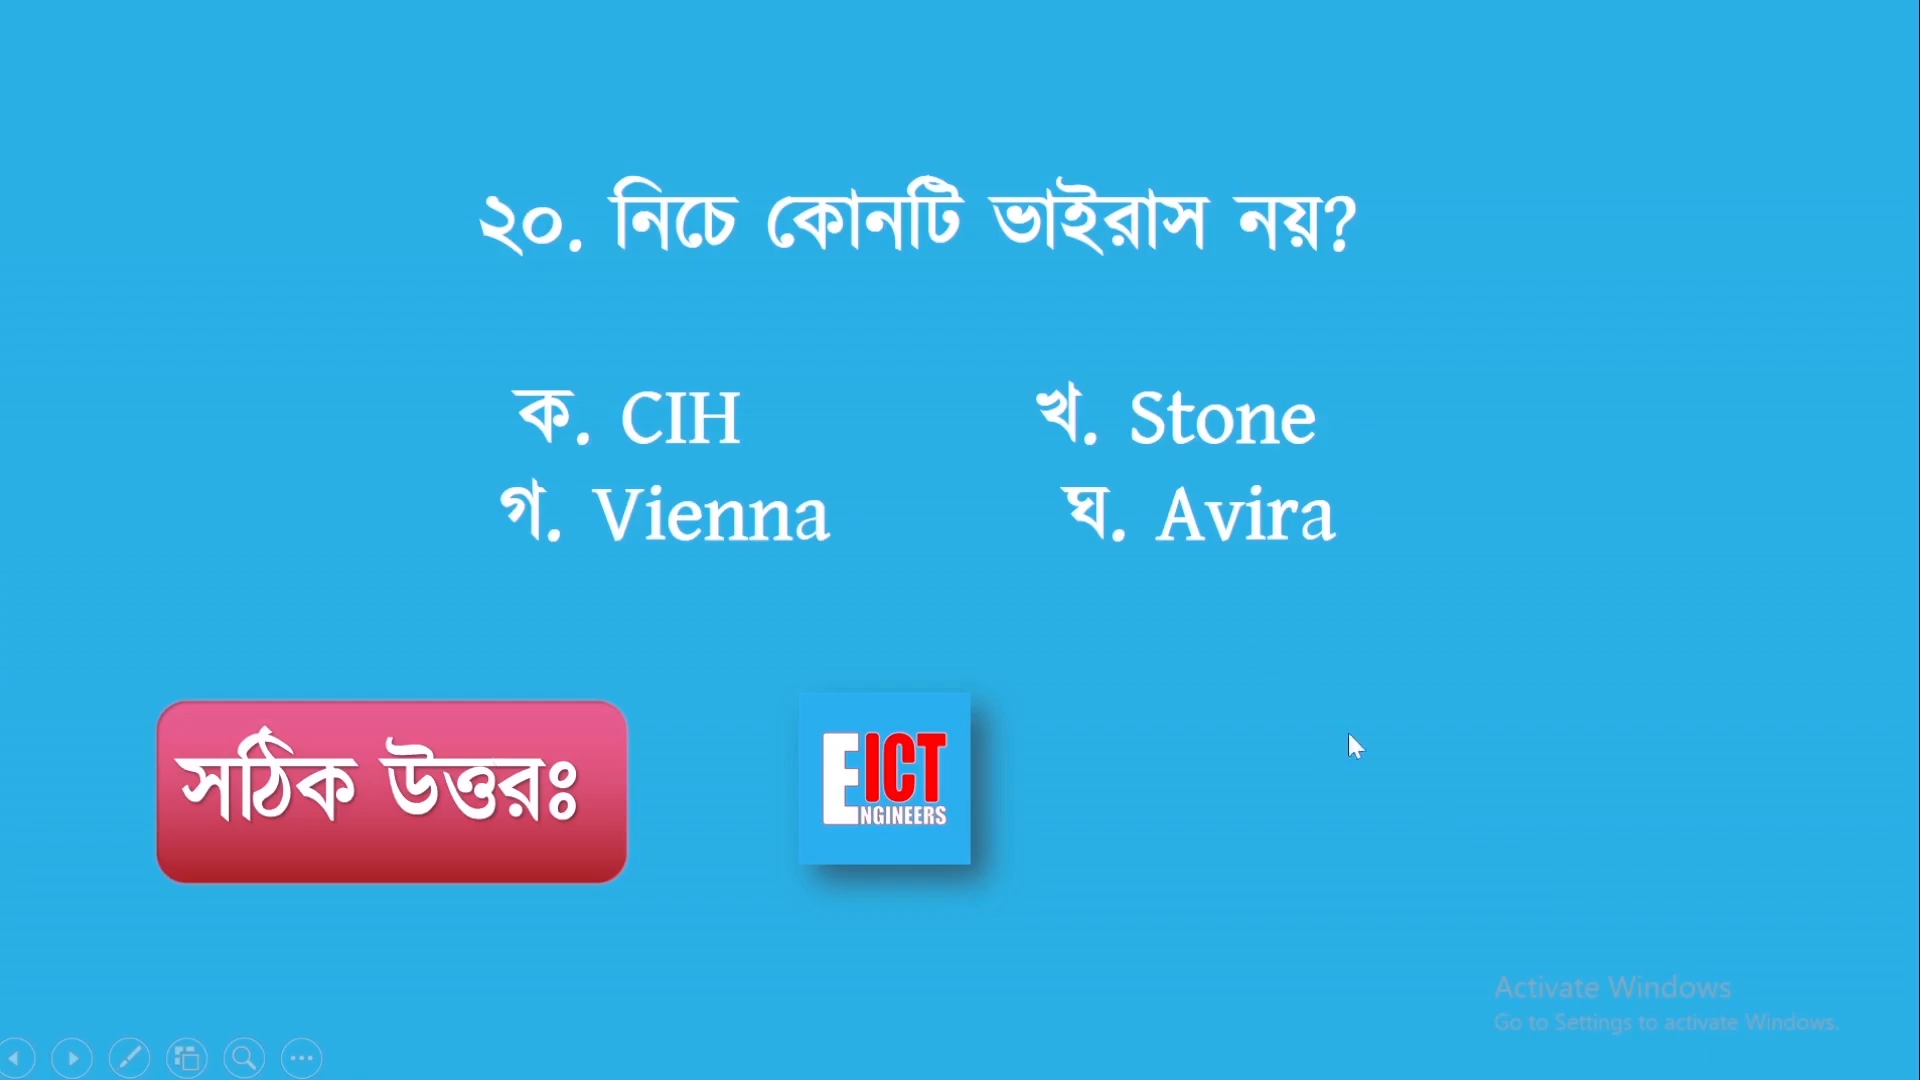 ২০. নিচে কোনটি ভাইরাস নয়?
ক. CIH খ. Stone
গ. Vienna ঘ. Avira
সঠিক উত্তরঃ
EICT
NGINEERS
Activate Windows
Go to Settings to activate Windows.